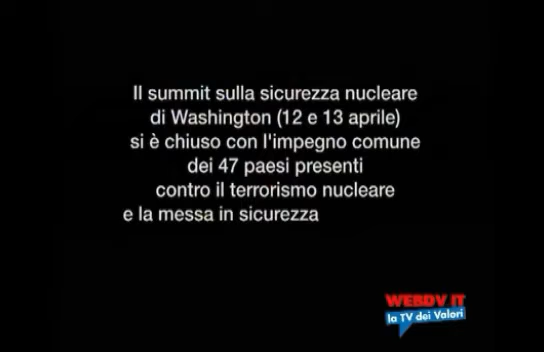 Il summit sulla sicurezza nucleare
di Washington (12 e 13 aprile)
si è chiuso con l'impegno comune
dei 47 paesi presenti
contro il terrorismo nucleare
e la messa in sicurezza
WEBDV.IT
la TV dei Valori